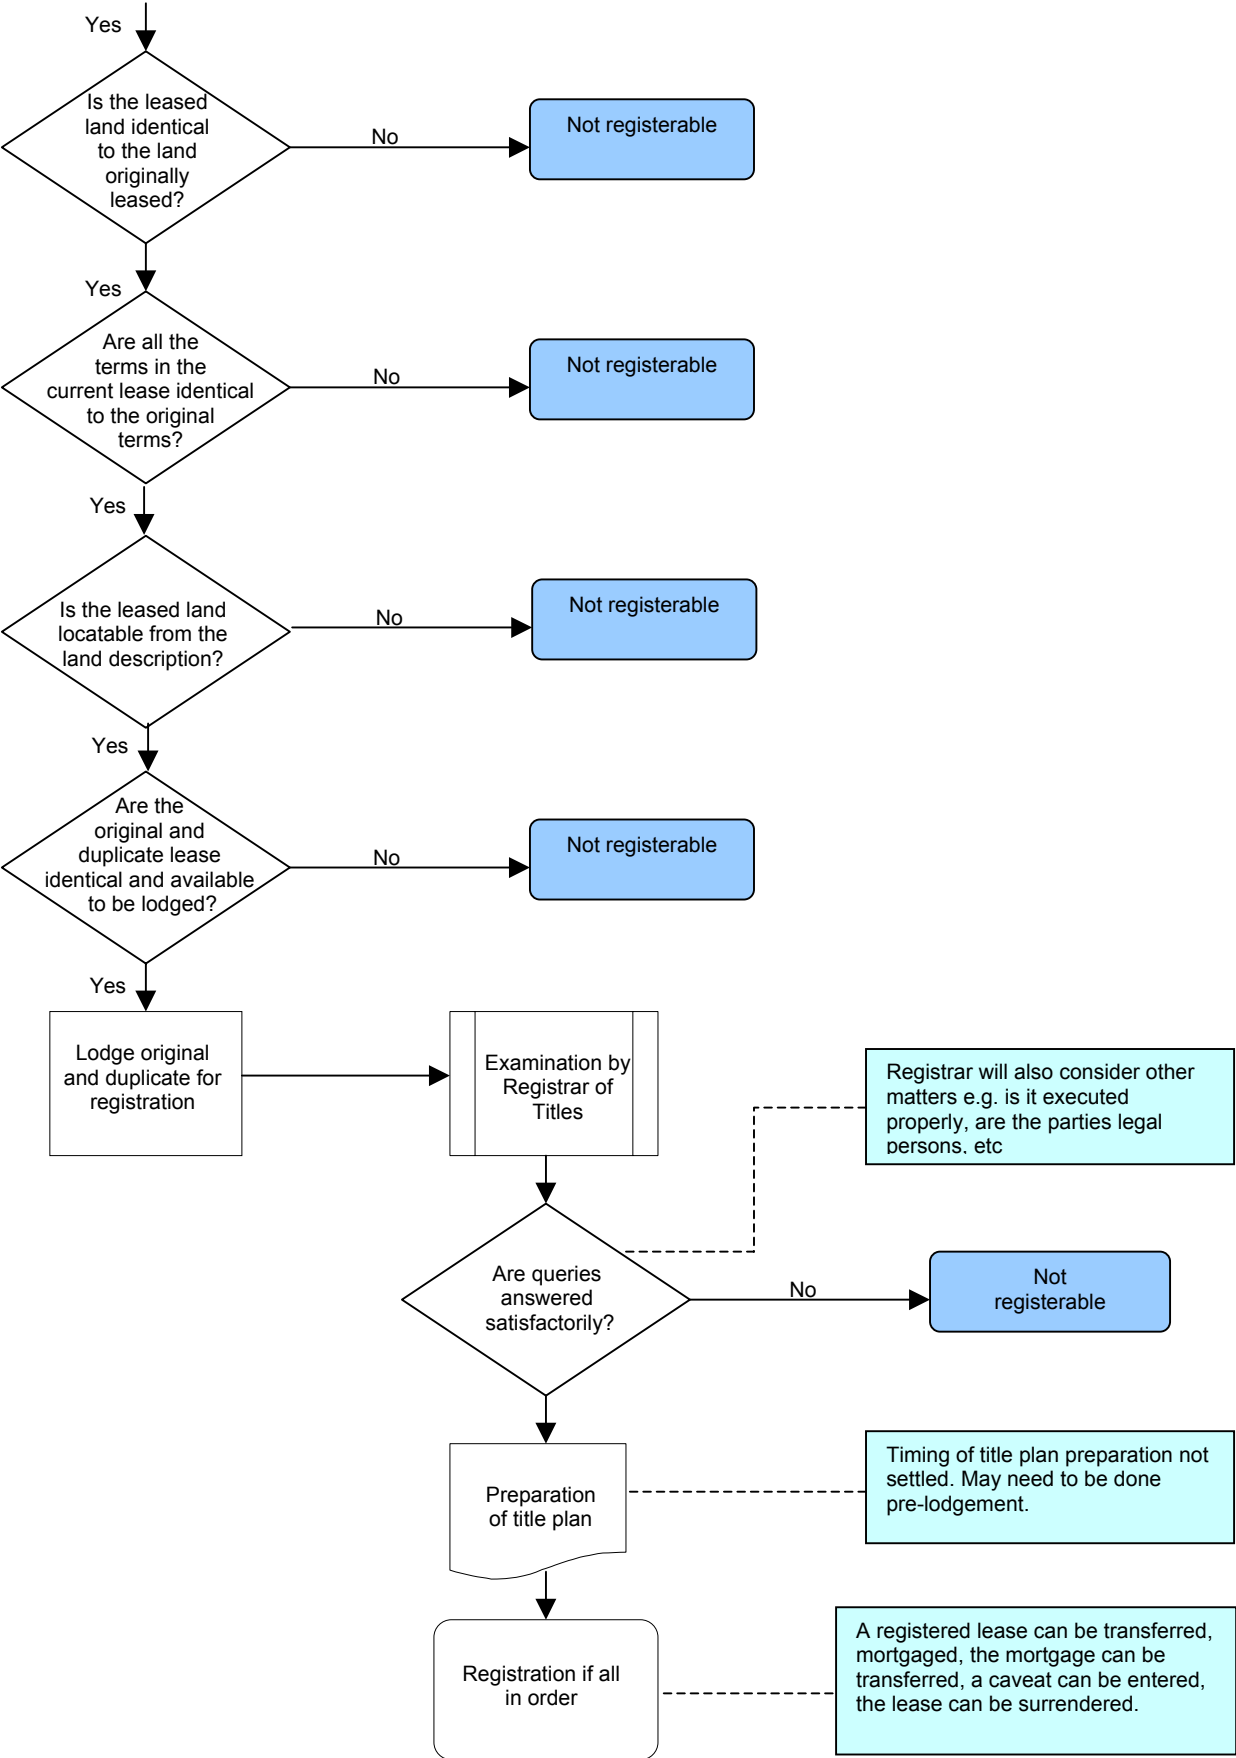 Yes
Is the leased
land identical
to the land
originally
leased?
No
Not registerable
Yes
Are all the
terms in the
current lease identical
to the original
terms?
No
Not registerable
Yes
Is the leased land
locatable from the
land description?
No
Not registerable
Yes
Are the
original and
duplicate lease
identical and available
to be lodged?
No
Not registerable
Yes
Lodge original
and duplicate for
registration
Examination by
Registrar of
Titles
Registrar will also consider other
matters e.g. is it executed
properly, are the parties legal
persons, etc
Are queries
answered
satisfactorily?
No
Not
registerable
Preparation
of title plan
Timing of title plan preparation not
settled. May need to be done
pre-lodgement.
Registration if all
in order
A registered lease can be transferred,
mortgaged, the mortgage can be
transferred, a caveat can be entered,
the lease can be surrendered.